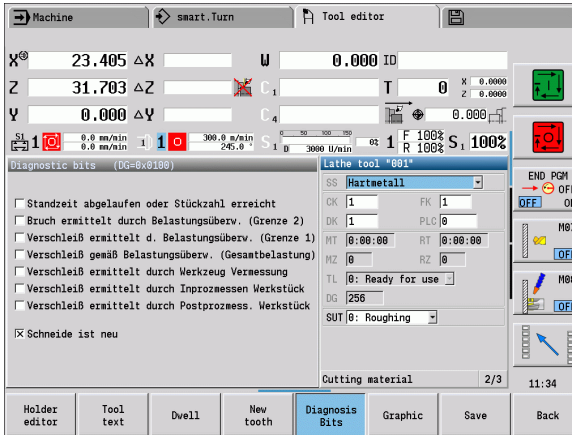 Machine smart.Turn Tool editor
X 23.405 ΔX W 0.000 ID
Z 31.703 ΔZ C1 T 0 X 0.0000 Z 0.0000
Y 0.000 ΔY C4 0.000
S1 1 0.0 mm/min 0.0 mm/min 1 1 300.0 m/min 245.0 ° S1 0 50 100 150 0% D 3000 U/min 1 F 100% R 100% S1 100%
Diagnostic bits (DG=0x0100)
Standzeit abgelaufen oder Stückzahl erreicht
Bruch ermittelt durch Belastungsüberw. (Grenze 2)
Verschleiß ermittelt d. Belastungsüberw. (Grenze 1)
Verschleiß gemäß Belastungsüberw. (Gesamtbelastung)
Verschleiß ermittelt durch Werkzeug Vermessung
Verschleiß ermittelt durch Inprozmessen Werkstück
Verschleiß ermittelt durch Postprozmess. Werkstück
Schneide ist neu
Lathe tool "001"
SS Hartmetall
CK 1 FK 1
DK 1 PLC 0
MT 0:00:00 RT 0:00:00
MZ 0 RZ 0
TL 0: Ready for use
DG 256
SUT 0: Roughing
Cutting material 2/3
END PGM
OFF
11:34
Holder editor
Tool text
Dwell
New tooth
Diagnosis Bits
Graphic
Save
Back